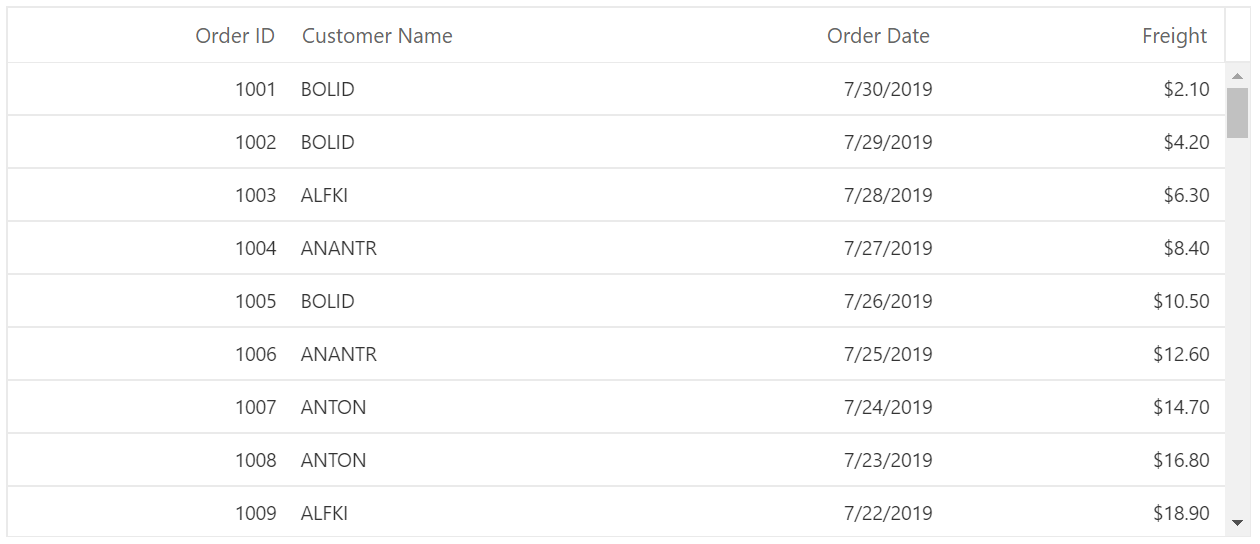 Order ID Customer Name Order Date Freight
1001 BOLID 7/30/2019 $2.10
1002 BOLID 7/29/2019 $4.20
1003 ALFKI 7/28/2019 $6.30
1004 ANANTR 7/27/2019 $8.40
1005 BOLID 7/26/2019 $10.50
1006 ANANTR 7/25/2019 $12.60
1007 ANTON 7/24/2019 $14.70
1008 ANTON 7/23/2019 $16.80
1009 ALFKI 7/22/2019 $18.90